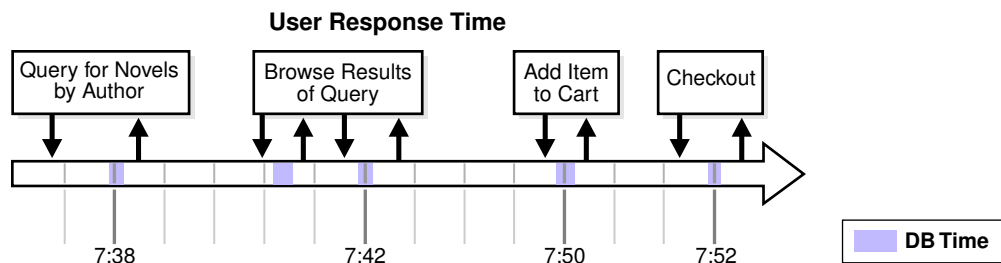 User Response Time
Query for Novels
by Author
Browse Results
of Query
Add Item
to Cart
Checkout
7:38
7:42
7:50
7:52
DB Time